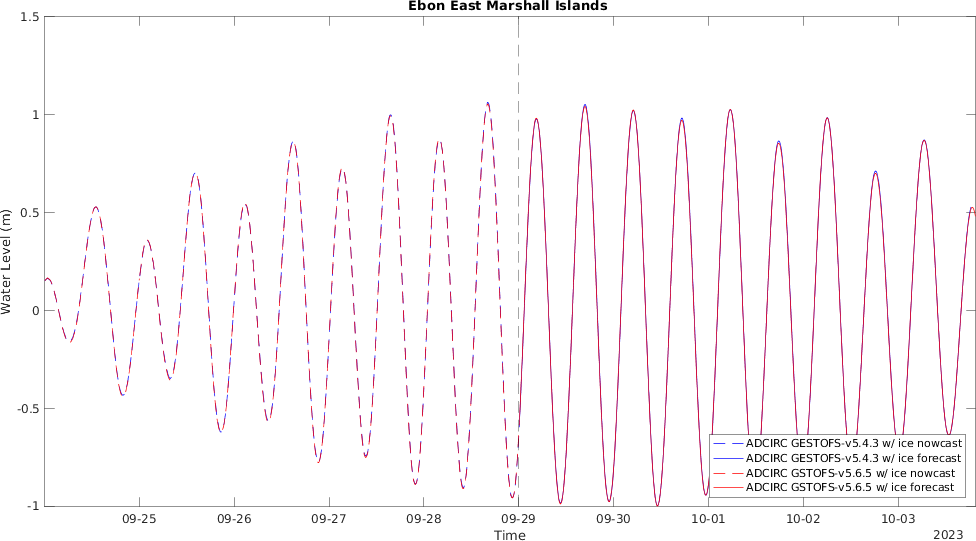 Ebon East Marshall Islands
1.5
1
0.5
0
-0.5
-1
Water Level (m)
ADCIRC GESTOFS-v5.4.3 w/ ice nowcast
ADCIRC GESTOFS-v5.4.3 w/ ice forecast
ADCIRC GSTOFS-v5.6.5 w/ ice nowcast
ADCIRC GSTOFS-v5.6.5 w/ ice forecast
09-25 09-26 09-27 09-28 09-29 09-30 10-01 10-02 10-03
Time
2023